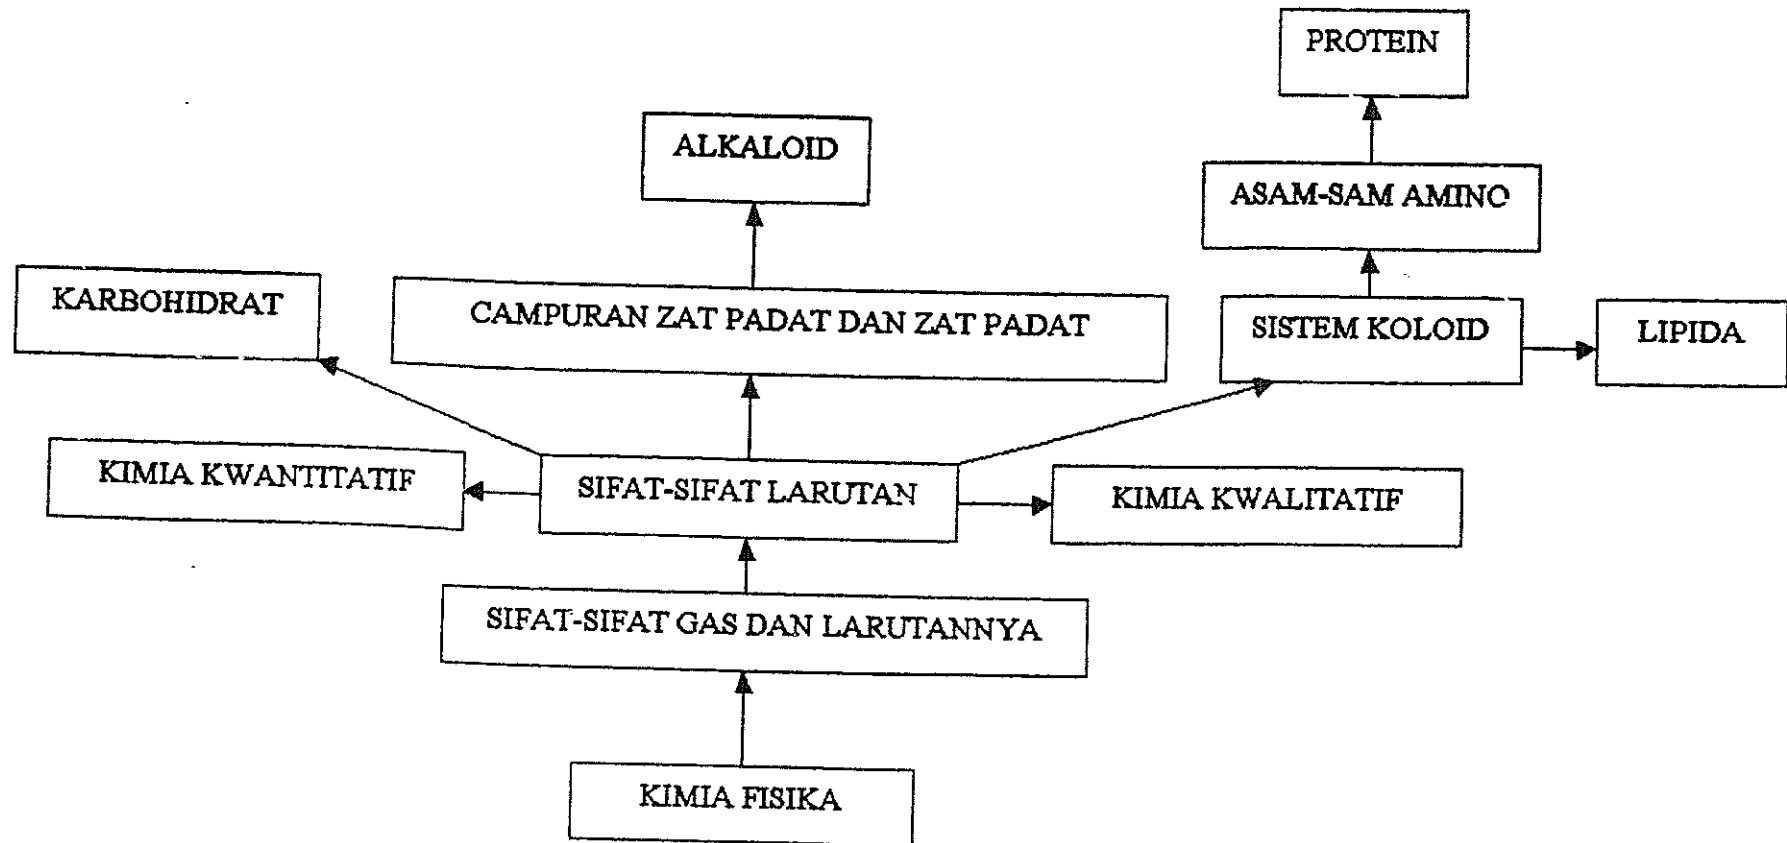 PROTEIN
ALKALOID
ASAM-SAM AMINO
KARBOHIDRAT
CAMPURAN ZAT PADAT DAN ZAT PADAT
SISTEM KOLOID
LIPIDA
KIMIA KWANTITATIF
SIFAT-SIFAT LARUTAN
KIMIA KWALITATIF
SIFAT-SIFAT GAS DAN LARUTANNYA
KIMIA FISIKA